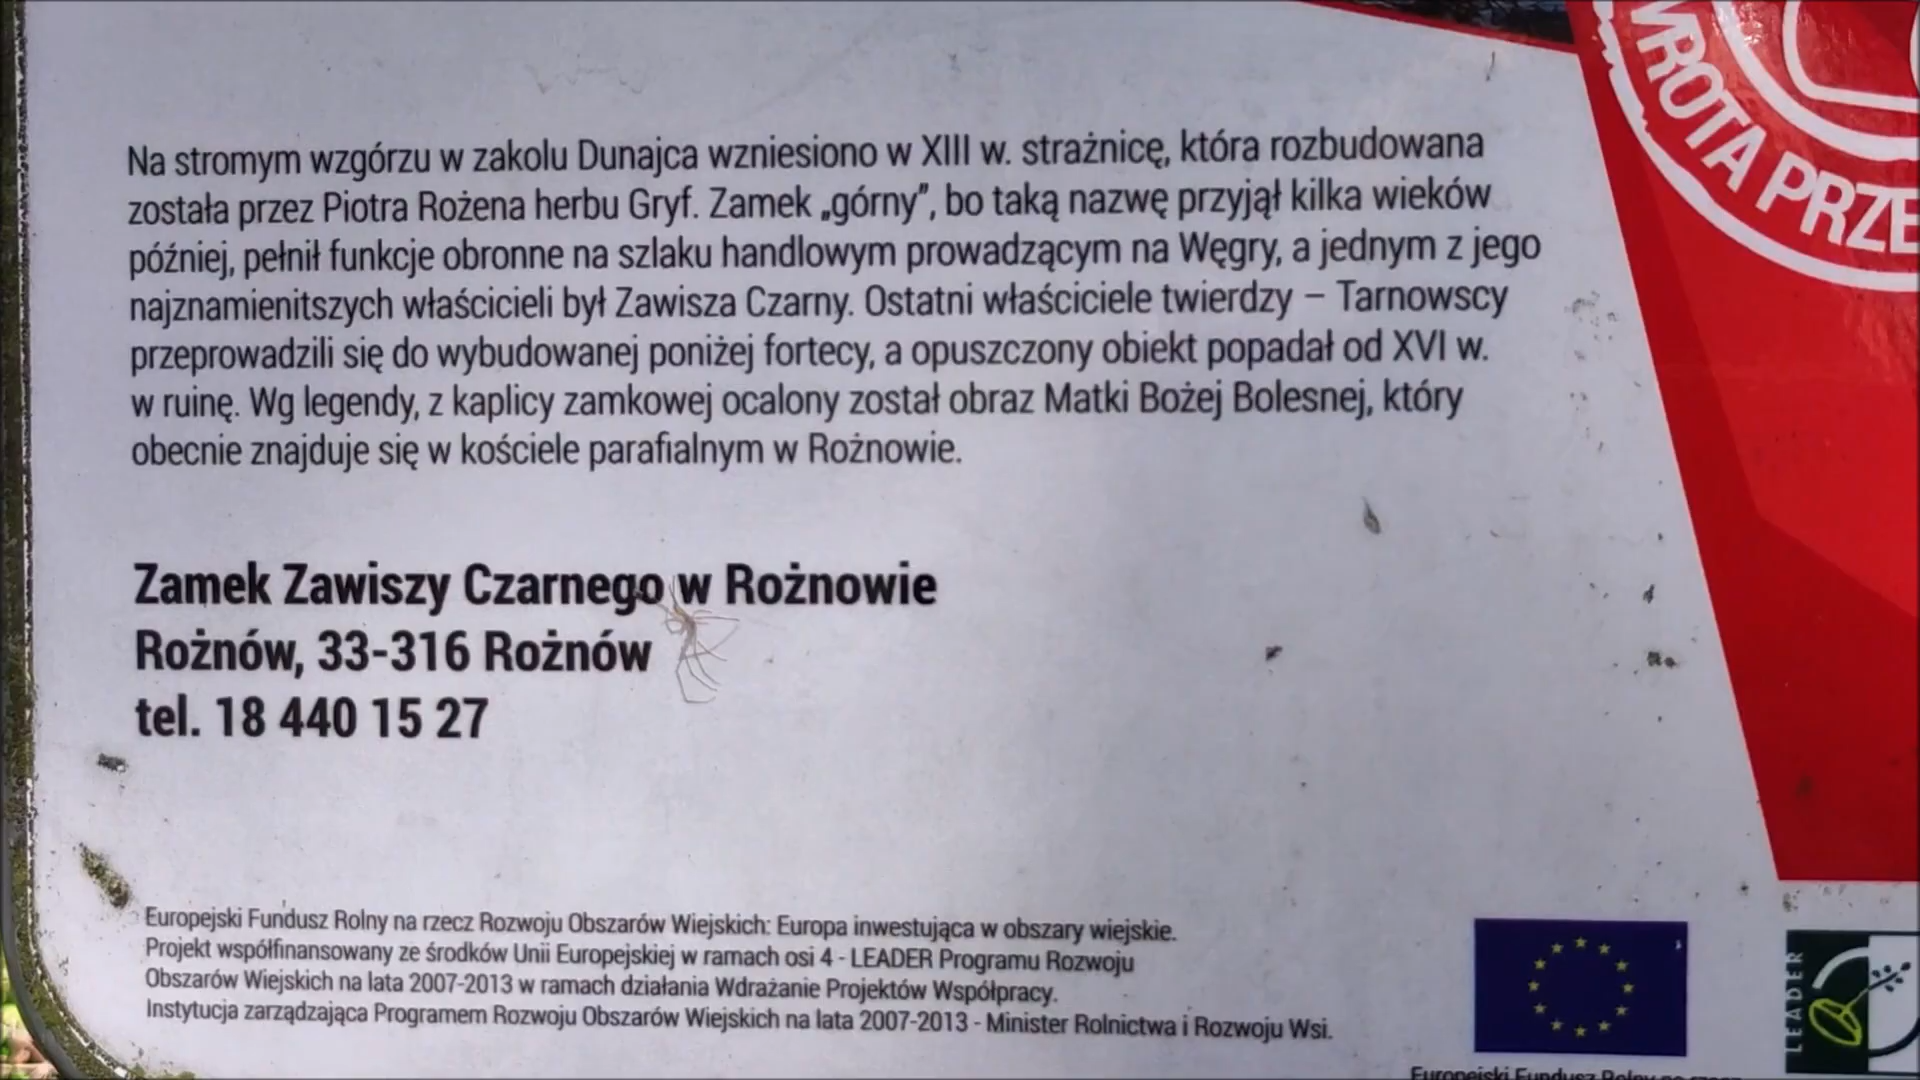 WROTA PRZE
Na stromym wzgórzu w zakolu Dunajca wzniesiono w XIII w. strażnicę, która rozbudowana
została przez Piotra Rożena herbu Gryf. Zamek „górny”, bo taką nazwę przyjął kilka wieków
później, pełnił funkcje obronne na szlaku handlowym prowadzącym na Węgry, a jednym z jego
najznamienitszych właścicieli był Zawisza Czarny. Ostatni właściciele twierdzy – Tarnowscy
przeprowadzili się do wybudowanej poniżej fortecy, a opuszczony obiekt popadał od XVI w.
w ruinę. Wg legendy, z kaplicy zamkowej ocalony został obraz Matki Bożej Bolesnej, który
obecnie znajduje się w kościele parafialnym w Rożnowie.
Zamek Zawiszy Czarnego w Rożnowie
Rożnów, 33-316 Rożnów
tel. 18 440 15 27
Europejski Fundusz Rolny na rzecz Rozwoju Obszarów Wiejskich: Europa inwestująca w obszary wiejskie.
Projekt współfinansowany ze środków Unii Europejskiej w ramach osi 4 - LEADER Programu Rozwoju
Obszarów Wiejskich na lata 2007-2013 w ramach działania Wdrażanie Projektów Współpracy.
Instytucja zarządzająca Programem Rozwoju Obszarów Wiejskich na lata 2007-2013 - Minister Rolnictwa i Rozwoju Wsi.
LEADER
Europejski Fundusz Rolny na rzecz